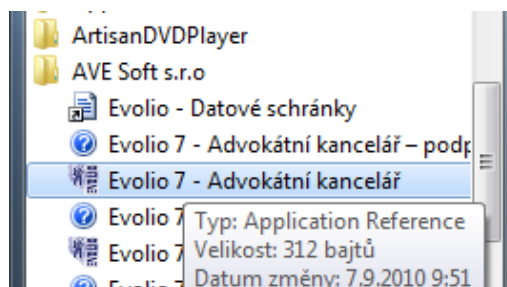 ArtisanDVDPlayer
AVE Soft s.r.o
Evolio - Datové schránky
Evolio 7 - Advokátní kancelář –
Evolio 7 - Advokátní kancelář
Evolio 7
Typ: Application Reference
Evolio 7
Velikost: 312 bajtů
Datum změny: 7.9.2010 9:51